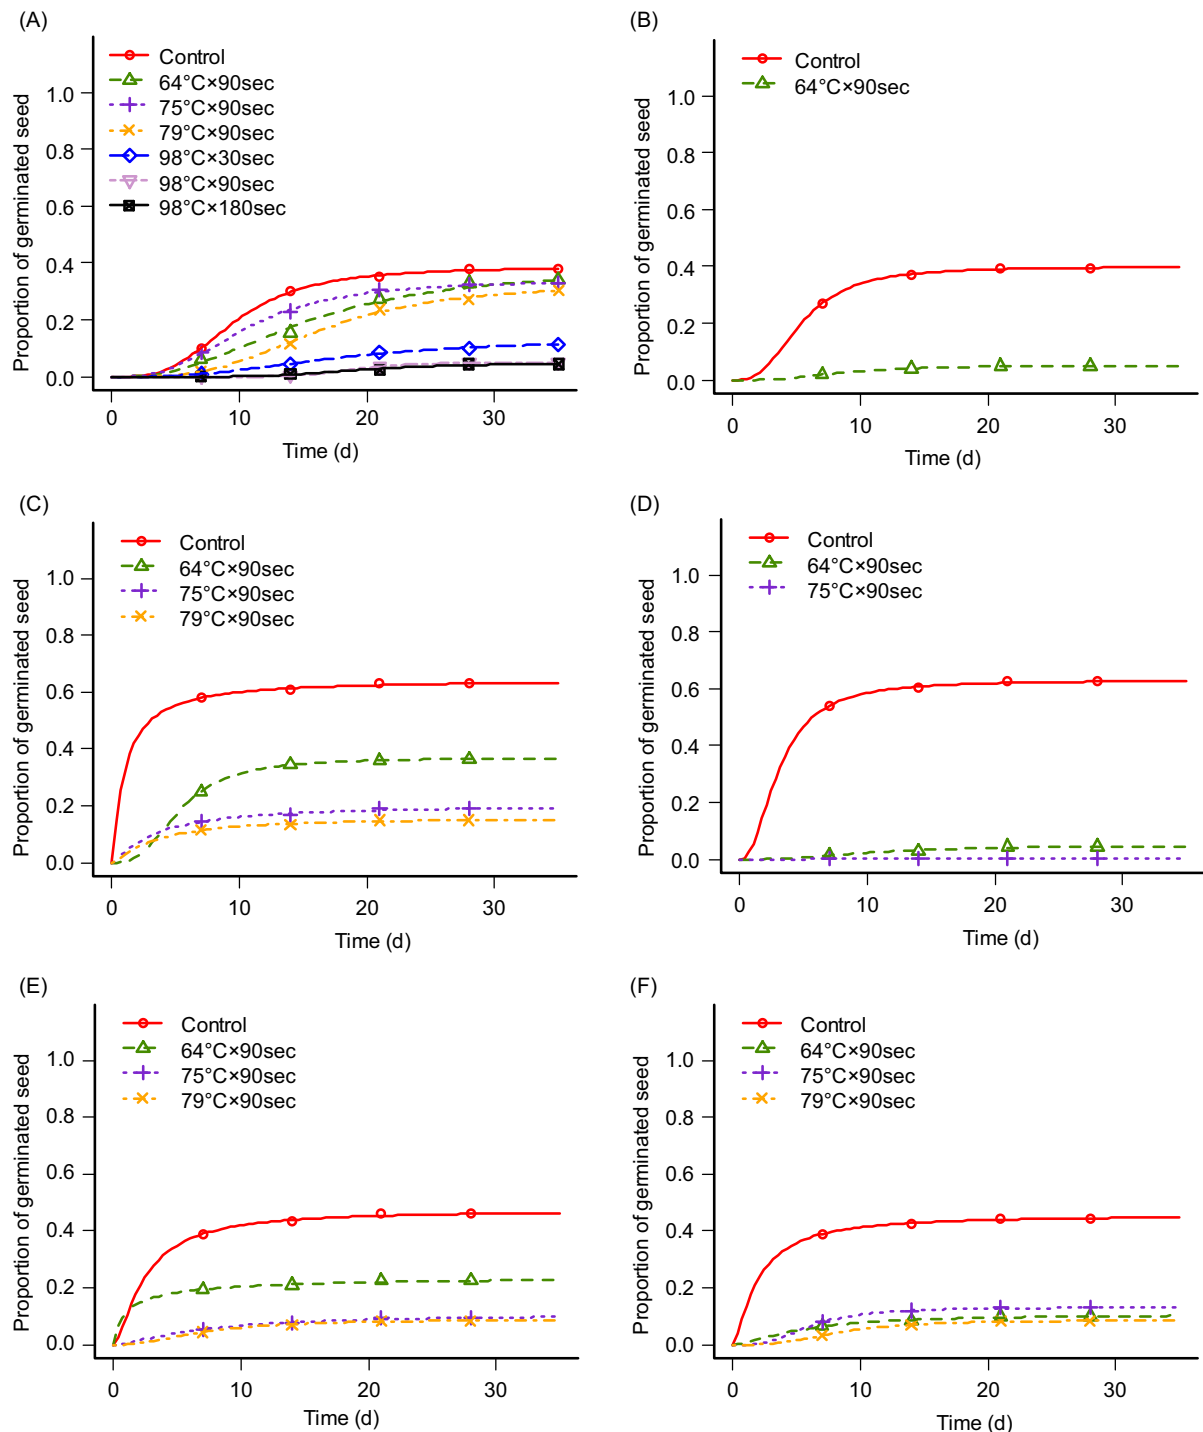 (A)
Control
64°C×90sec
75°C×90sec
79°C×90sec
98°C×30sec
98°C×90sec
98°C×180sec
Proportion of germinated seed
1.0
0.8
0.6
0.4
0.2
0.0
0 10 20 30
Time (d)
(B)
Control
64°C×90sec
Proportion of germinated seed
1.0
0.8
0.6
0.4
0.2
0.0
0 10 20 30
Time (d)
(C)
Control
64°C×90sec
75°C×90sec
79°C×90sec
Proportion of germinated seed
1.0
0.8
0.6
0.4
0.2
0.0
0 10 20 30
Time (d)
(D)
Control
64°C×90sec
75°C×90sec
Proportion of germinated seed
1.0
0.8
0.6
0.4
0.2
0.0
0 10 20 30
Time (d)
(E)
Control
64°C×90sec
75°C×90sec
79°C×90sec
Proportion of germinated seed
1.0
0.8
0.6
0.4
0.2
0.0
0 10 20 30
Time (d)
(F)
Control
64°C×90sec
75°C×90sec
79°C×90sec
Proportion of germinated seed
1.0
0.8
0.6
0.4
0.2
0.0
0 10 20 30
Time (d)